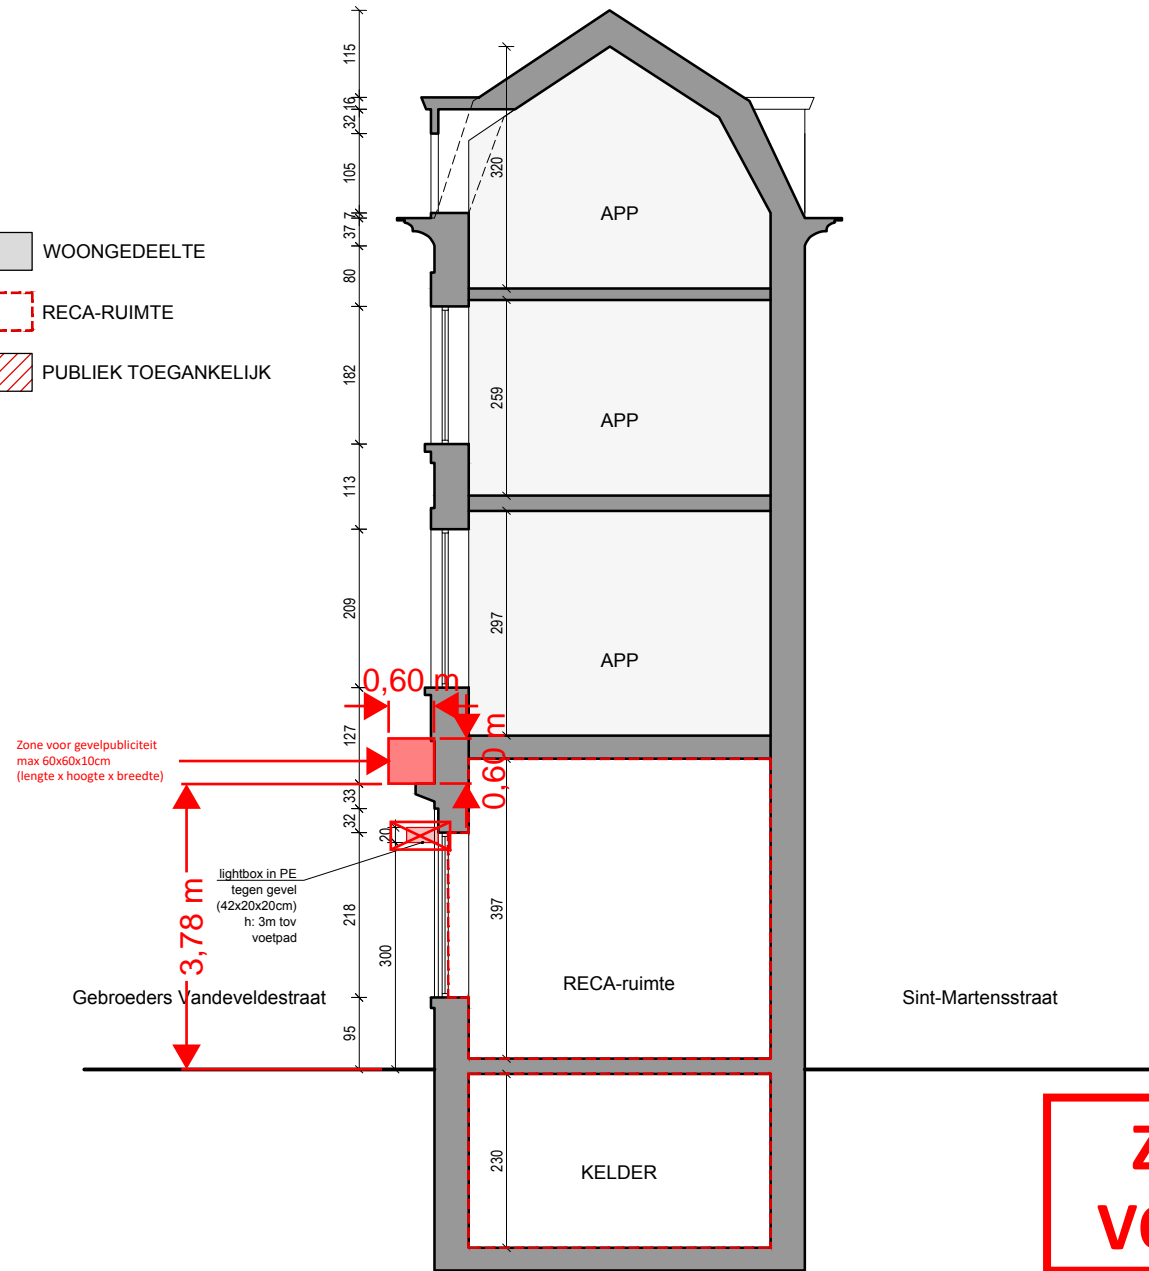 115
16
32
105
7
37
80
182
113
209
127
33
32
218
95
320
259
297
397
230
20
300
WOONGEDEELTE
RECA-RUIMTE
PUBLIEK TOEGANKELIJK
APP
APP
APP
0,60 m
0,60 m
Zone voor gevelpubliciteit
max 60x60x10cm
(lengte x hoogte x breedte)
lightbox in PE
tegen gevel
(42x20x20cm)
h: 3m tov
voetpad
3,78 m
Gebroeders Vandeveldestraat
RECA-ruimte
Sint-Martensstraat
KELDER